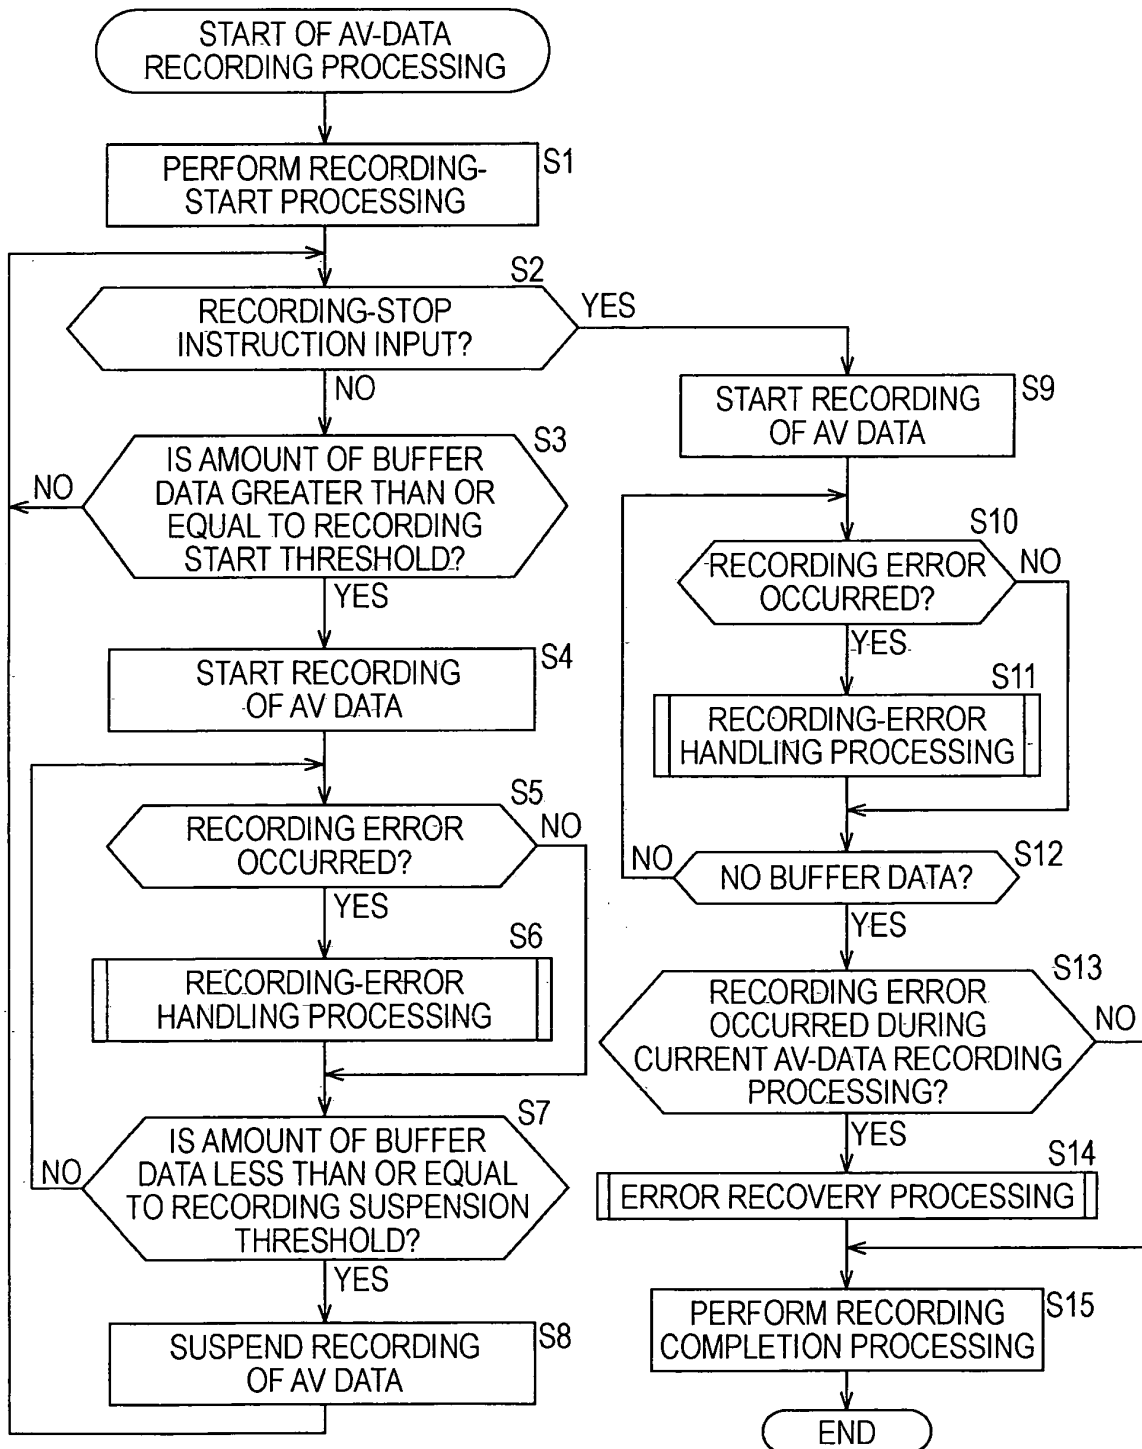 START OF AV-DATA
RECORDING PROCESSING
PERFORM RECORDING-
START PROCESSING
S1
S2
RECORDING-STOP
INSTRUCTION INPUT?
YES
NO
S3
IS AMOUNT OF BUFFER
DATA GREATER THAN OR
EQUAL TO RECORDING
START THRESHOLD?
NO
YES
S4
START RECORDING
OF AV DATA
S5
RECORDING ERROR
OCCURRED?
NO
YES
S6
RECORDING-ERROR
HANDLING PROCESSING
S7
IS AMOUNT OF BUFFER
DATA LESS THAN OR EQUAL
TO RECORDING SUSPENSION
THRESHOLD?
NO
YES
S8
SUSPEND RECORDING
OF AV DATA
S9
START RECORDING
OF AV DATA
S10
RECORDING ERROR
OCCURRED?
NO
YES
S11
RECORDING-ERROR
HANDLING PROCESSING
S12
NO BUFFER DATA?
NO
YES
S13
RECORDING ERROR
OCCURRED DURING
CURRENT AV-DATA RECORDING
PROCESSING?
NO
YES
S14
ERROR RECOVERY PROCESSING
S15
PERFORM RECORDING
COMPLETION PROCESSING
END